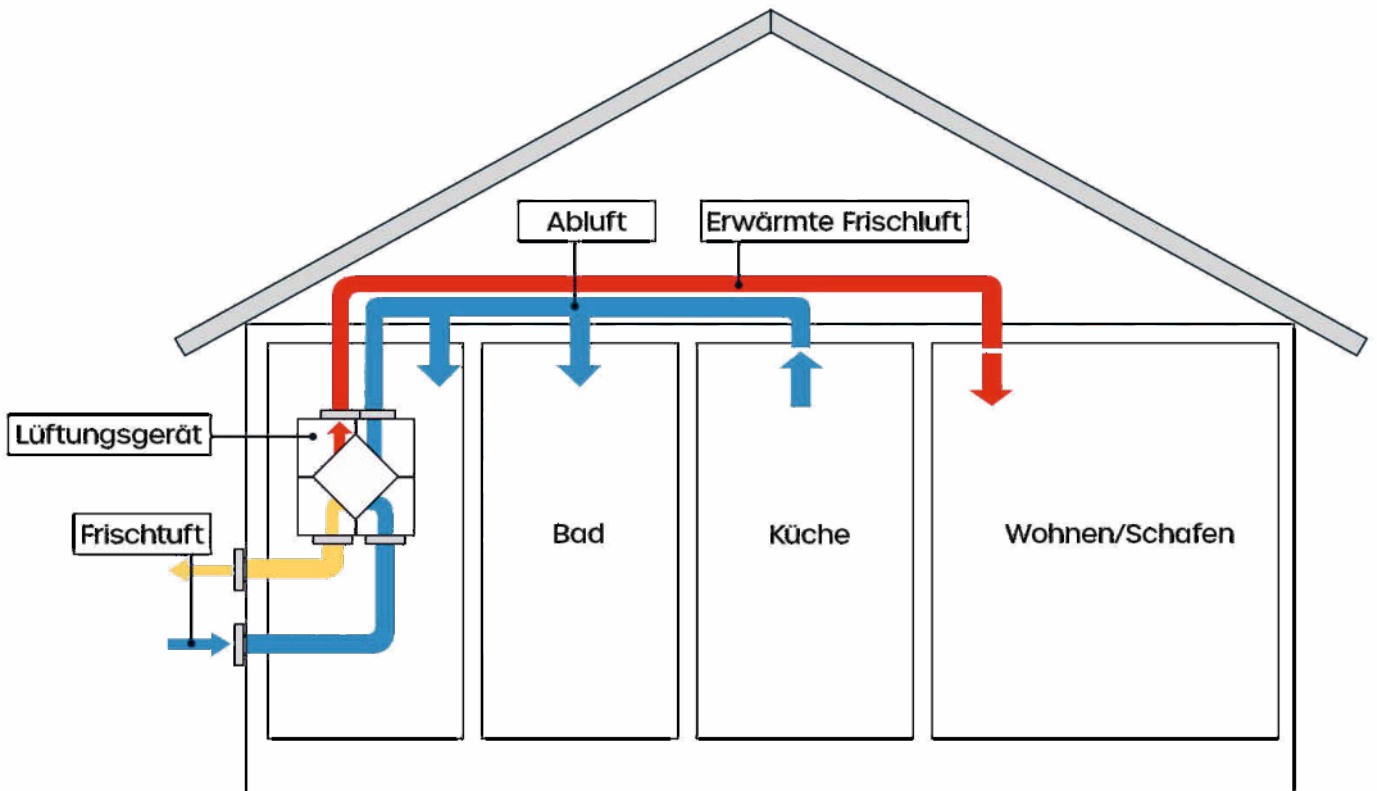 Abluft
Erwärmte Frischluft
Lüftungsgerät
Frischtuft
Bad
Küche
Wohnen/Schafen